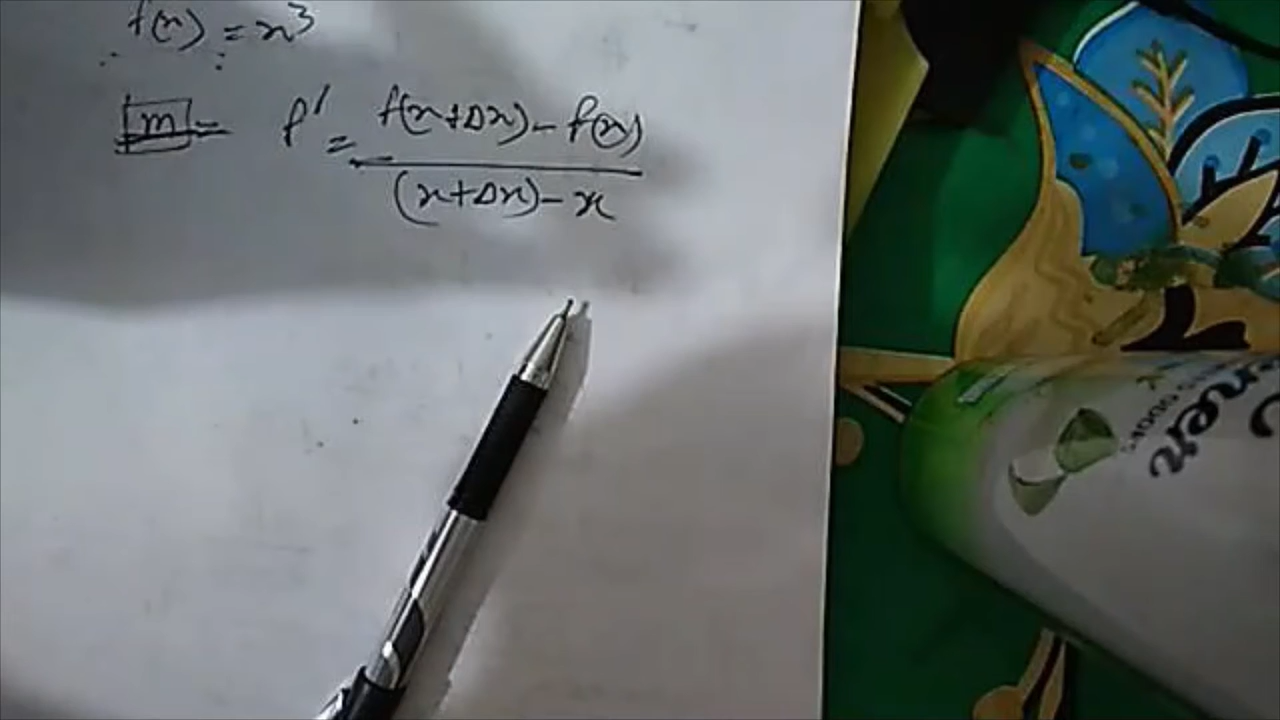 f(x) = x³
m = f' = f(x+Δx) - f(x)
(x+Δx) - x